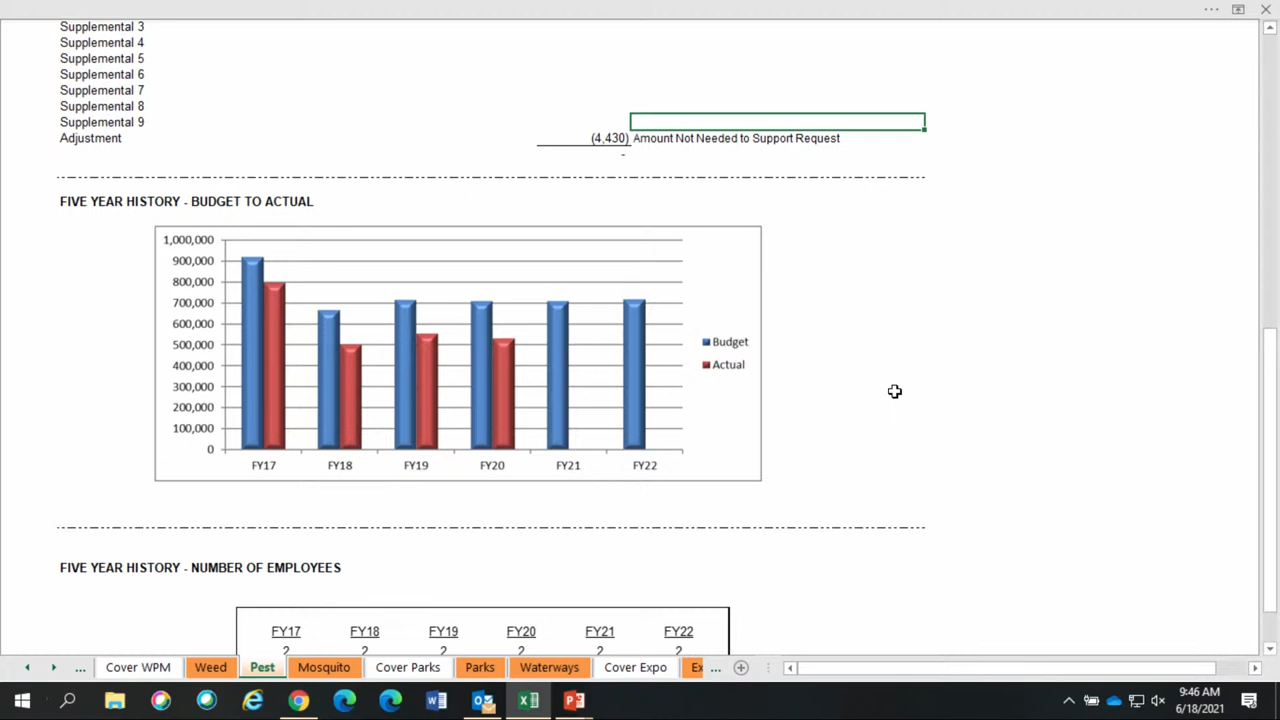 Supplemental 3
Supplemental 4
Supplemental 5
Supplemental 6
Supplemental 7
Supplemental 8
Supplemental 9
Adjustment (4,430) Amount Not Needed to Support Request
-
FIVE YEAR HISTORY - BUDGET TO ACTUAL
1,000,000
900,000
800,000
700,000
600,000
500,000
400,000
300,000
200,000
100,000
0
FY17 FY18 FY19 FY20 FY21 FY22
Budget
Actual
FIVE YEAR HISTORY - NUMBER OF EMPLOYEES
FY17 FY18 FY19 FY20 FY21 FY22
2 2 2 2 2 2
... Cover WPM Weed Pest Mosquito Cover Parks Parks Waterways Cover Expo Ex ...
9:46 AM
6/18/2021